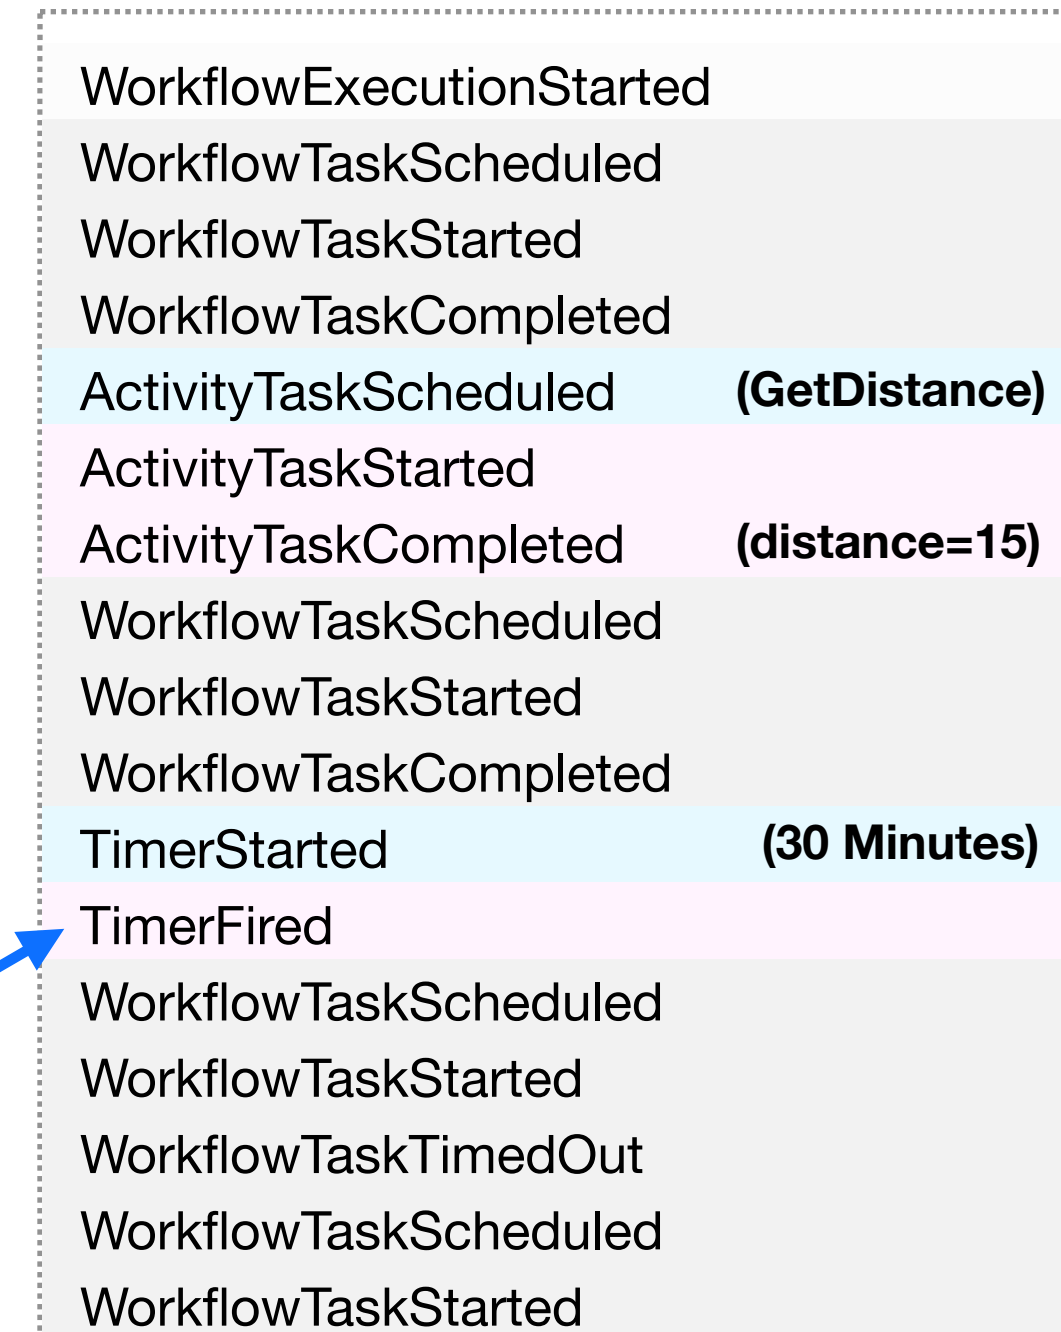 WorkflowExecutionStarted
WorkflowTaskScheduled
WorkflowTaskStarted
WorkflowTaskCompleted
ActivityTaskScheduled (GetDistance)
ActivityTaskStarted
ActivityTaskCompleted (distance=15)
WorkflowTaskScheduled
WorkflowTaskStarted
WorkflowTaskCompleted
TimerStarted (30 Minutes)
TimerFired
WorkflowTaskScheduled
WorkflowTaskStarted
WorkflowTaskTimedOut
WorkflowTaskScheduled
WorkflowTaskStarted